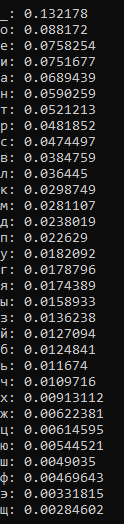 _: 0.132178
о: 0.088172
е: 0.0758254
и: 0.0751677
а: 0.0689439
н: 0.0590259
т: 0.0521213
р: 0.0481852
с: 0.0474497
в: 0.0384759
л: 0.036445
к: 0.0298749
м: 0.0281107
д: 0.0238019
п: 0.022629
у: 0.0182092
г: 0.0178796
я: 0.0174389
ы: 0.0158933
з: 0.0136238
й: 0.0127094
б: 0.0124841
ь: 0.011674
ч: 0.0109716
х: 0.00913112
ж: 0.00622381
ц: 0.00614595
ю: 0.00544521
ш: 0.0049035
ф: 0.00469643
э: 0.00331815
щ: 0.00284602